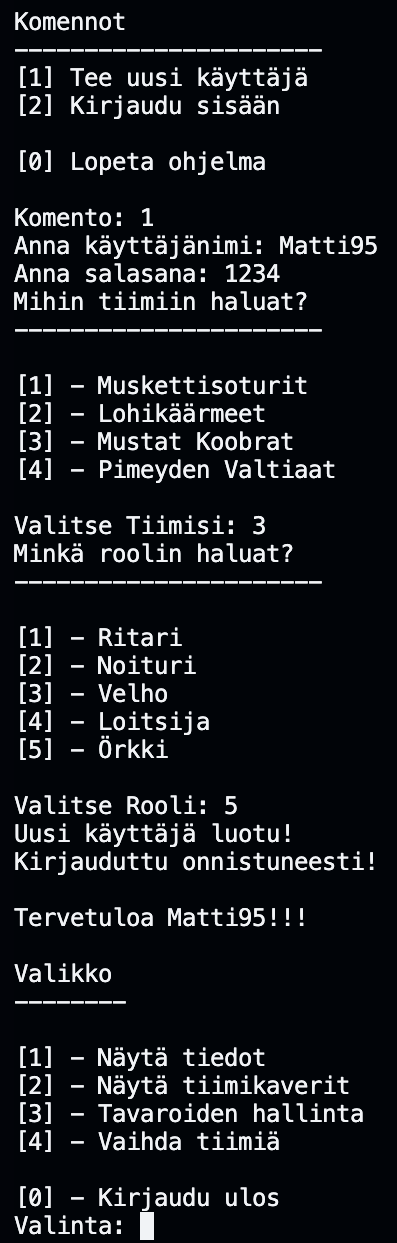 Komennot
----------------------
[1] Tee uusi käyttäjä
[2] Kirjaudu sisään
[0] Lopeta ohjelma
Komento: 1
Anna käyttäjänimi: Matti95
Anna salasana: 1234
Mihin tiimiin haluat?
----------------------
[1] - Muskettisoturit
[2] - Lohikäärmeet
[3] - Mustat Koobrat
[4] - Pimeyden Valtiaat
Valitse Tiimisi: 3
Minkä roolin haluat?
----------------------
[1] - Ritari
[2] - Noituri
[3] - Velho
[4] - Loitsija
[5] - Örkki
Valitse Rooli: 5
Uusi käyttäjä luotu!
Kirjauduttu onnistuneesti!
Tervetuloa Matti95!!!
Valikko
--------
[1] - Näytä tiedot
[2] - Näytä tiimikaverit
[3] - Tavaroiden hallinta
[4] - Vaihda tiimiä
[0] - Kirjaudu ulos
Valinta: